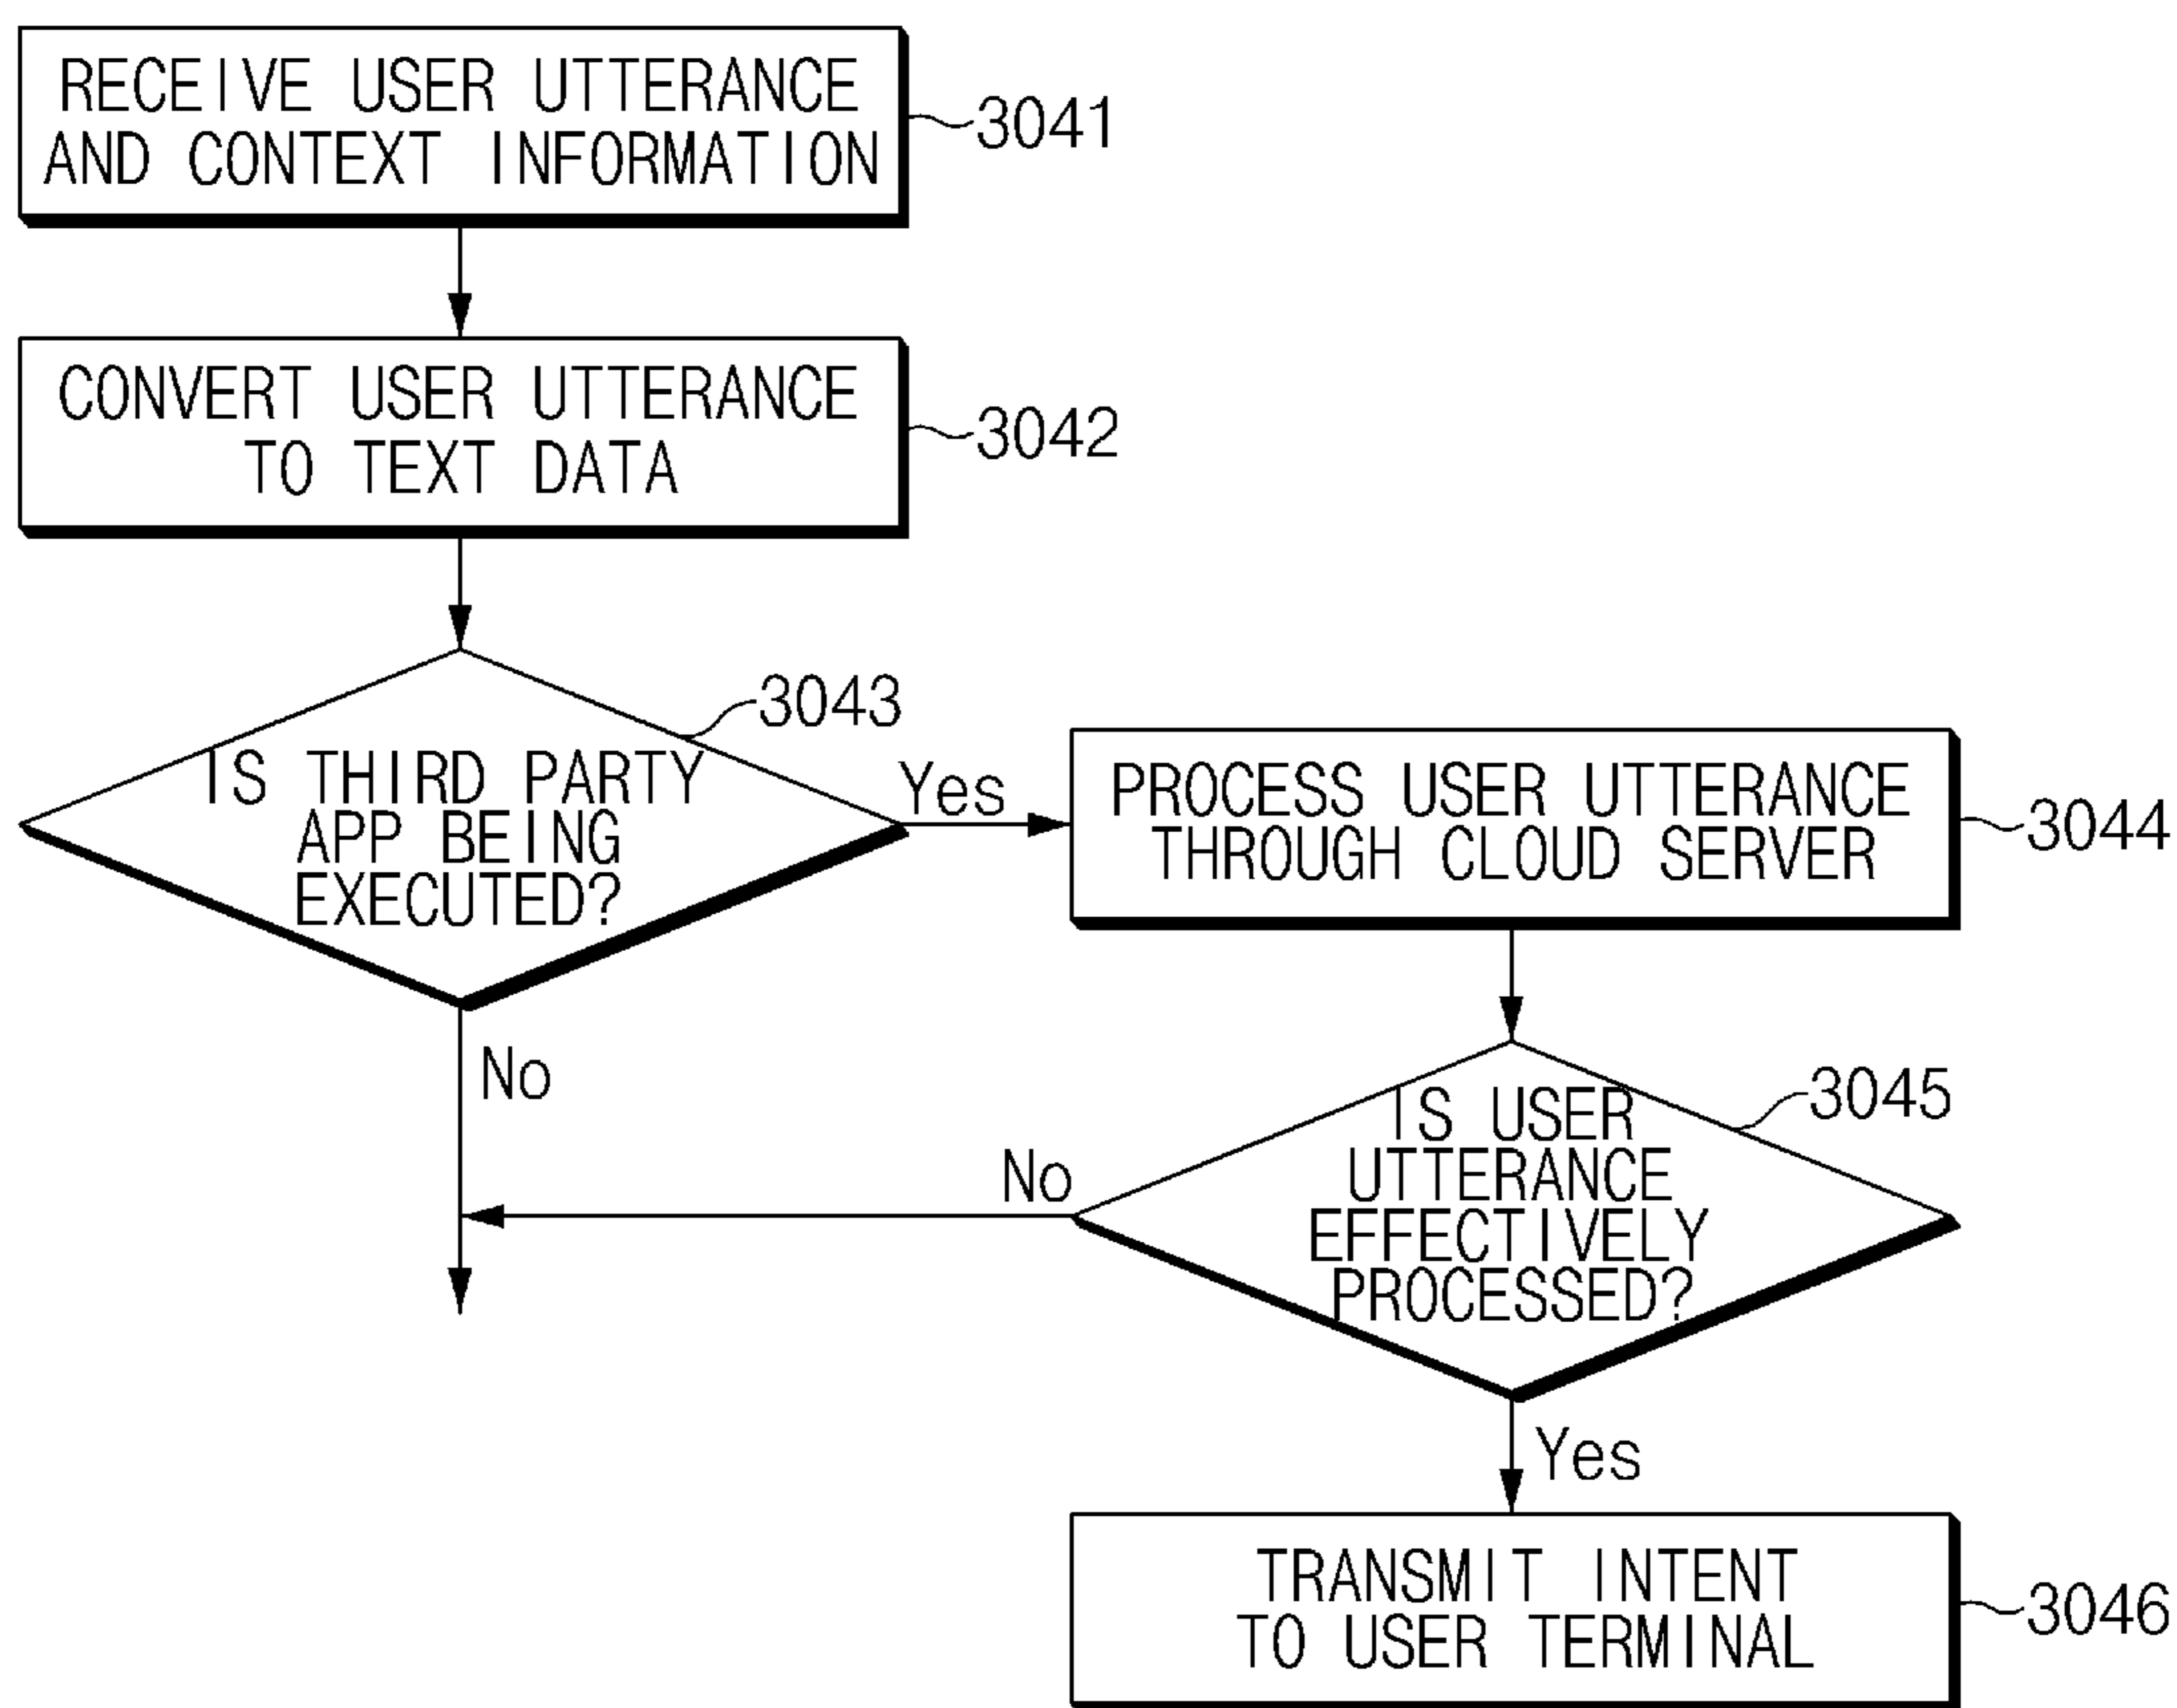 RECEIVE USER UTTERANCE
AND CONTEXT INFORMATION
3041
CONVERT USER UTTERANCE
TO TEXT DATA
3042
3043
IS THIRD PARTY
APP BEING
EXECUTED?
Yes
No
PROCESS USER UTTERANCE
THROUGH CLOUD SERVER
3044
3045
IS USER
UTTERANCE
EFFECTIVELY
PROCESSED?
No
Yes
TRANSMIT INTENT
TO USER TERMINAL
3046